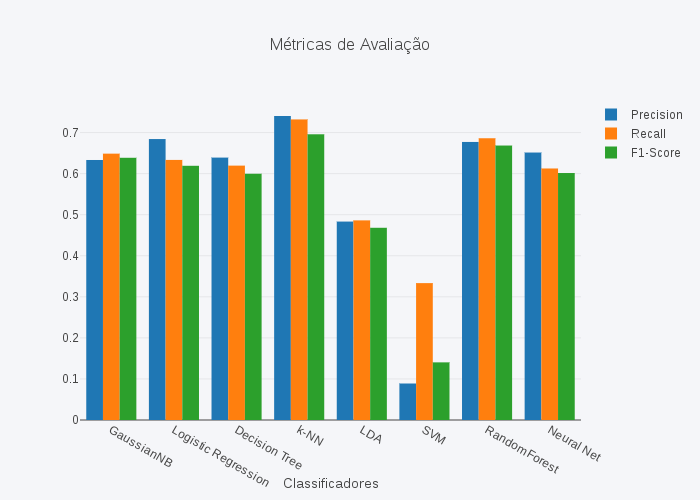 Métricas de Avaliação
Precision
Recall
F1-Score
0.7
0.6
0.5
0.4
0.3
0.2
0.1
0
GaussianNB
Logistic Regression
Decision Tree
k-NN
LDA
SVM
RandomForest
Neural Net
Classificadores